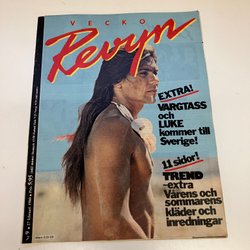 VECKO
Revyn
EXTRA!
VARGTASS
och
LUKE
kommer till
Sverige!
11 sidor!
TREND
–extra
Vårens och
sommarens
kläder och
inredningar